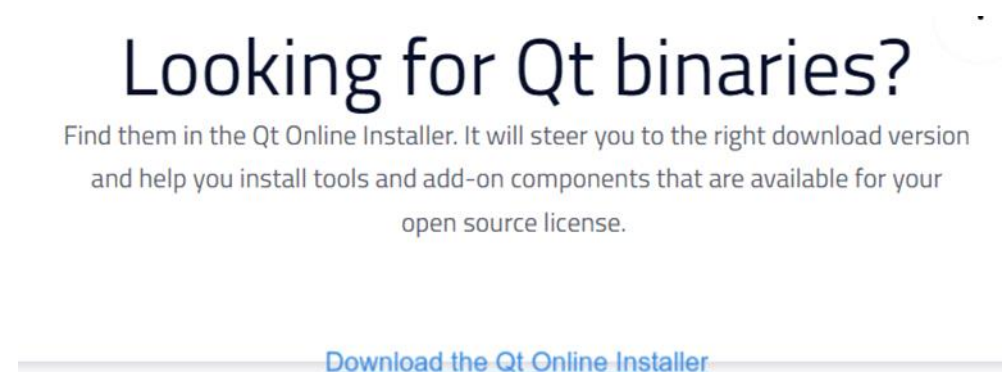 Looking for Qt binaries?
Find them in the Qt Online Installer. It will steer you to the right download version
and help you install tools and add-on components that are available for your
open source license.
Download the Qt Online Installer